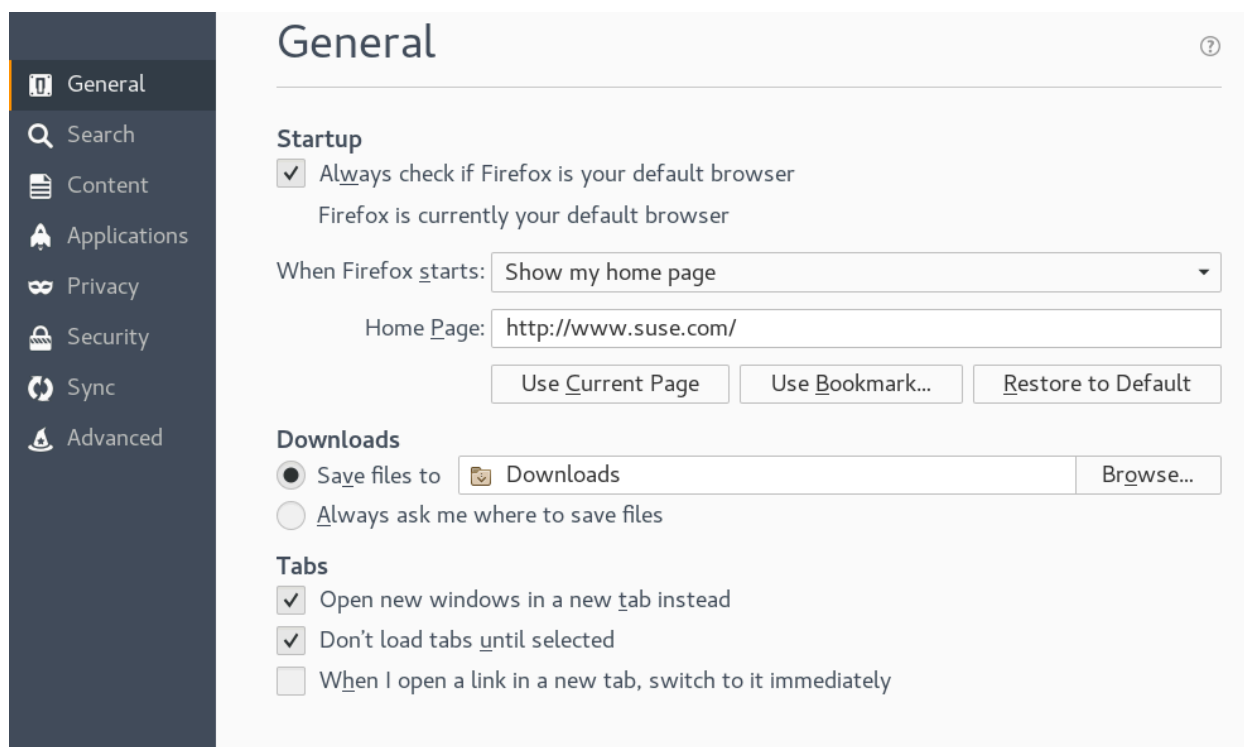 General
Search
Content
Applications
Privacy
Security
Sync
Advanced
General
?
Startup
Always check if Firefox is your default browser
Firefox is currently your default browser
When Firefox starts: Show my home page
Home Page: http://www.suse.com/
Use Current Page Use Bookmark... Restore to Default
Downloads
Save files to Downloads Browse...
Always ask me where to save files
Tabs
Open new windows in a new tab instead
Don't load tabs until selected
When I open a link in a new tab, switch to it immediately